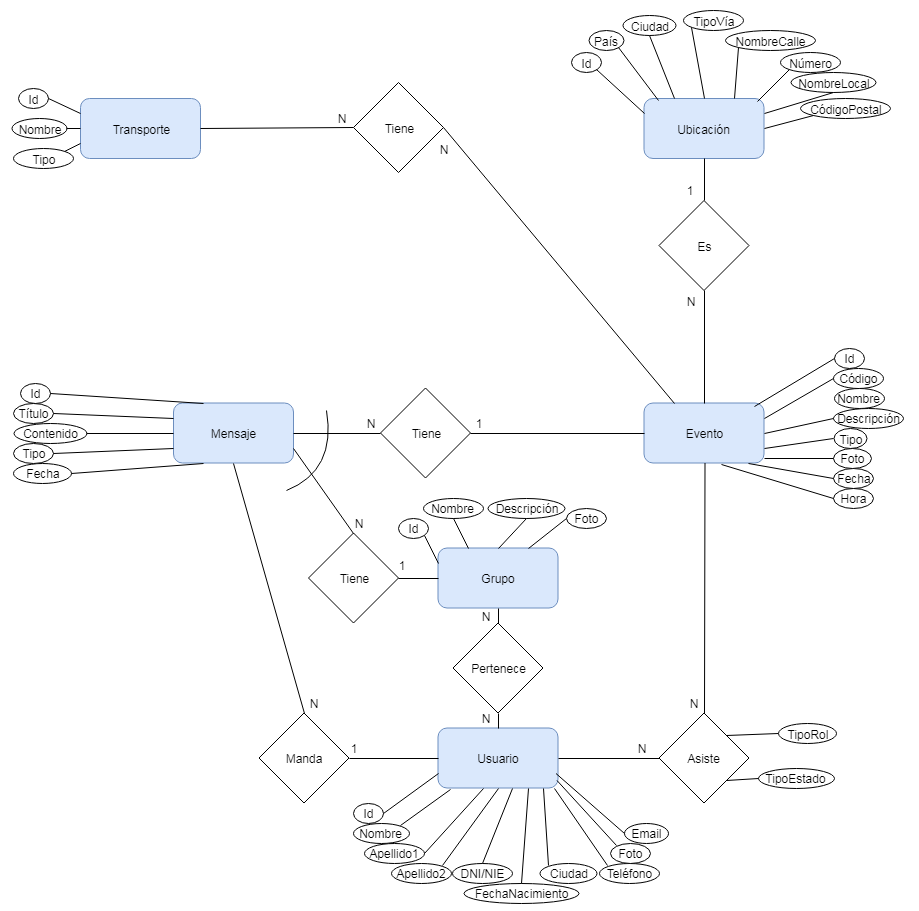 TipoVía
Ciudad
País
NombreCalle
Id
Número
NombreLocal
CódigoPostal
Ubicación
Id
Nombre
Tipo
Transporte
N
Tiene
N
1
Es
N
Id
Título
Contenido
Tipo
Fecha
Mensaje
N
Tiene
1
Evento
Id
Código
Nombre
Descripción
Tipo
Foto
Fecha
Hora
N
Tiene
1
Id
Nombre
Descripción
Foto
Grupo
N
Pertenece
N
N
Manda
1
Usuario
N
N
Asiste
TipoRol
TipoEstado
Id
Nombre
Apellido1
Apellido2
DNI/NIE
FechaNacimiento
Ciudad
Teléfono
Foto
Email